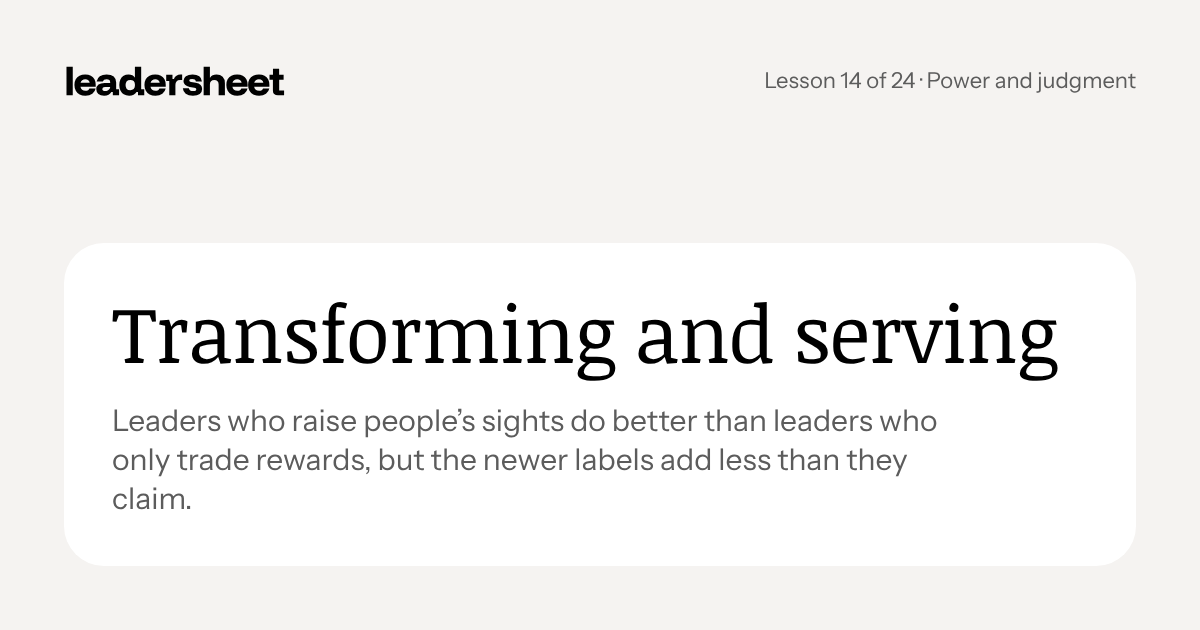 leadersheet
Lesson 14 of 24 · Power and judgment
Transforming and serving
Leaders who raise people’s sights do better than leaders who
only trade rewards, but the newer labels add less than they
claim.